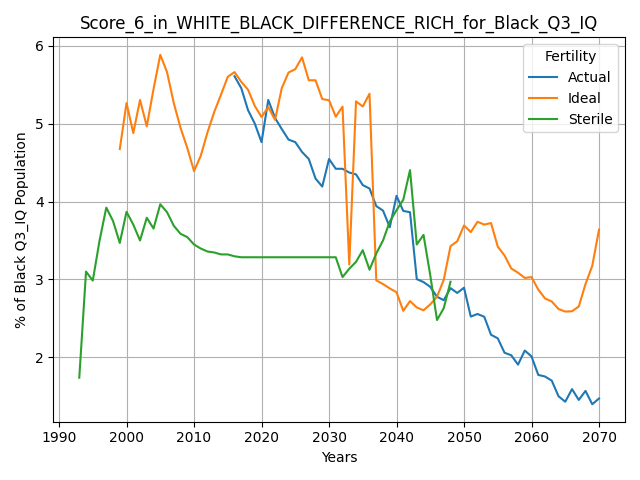 Score_6_in_WHITE_BLACK_DIFFERENCE_RICH_for_Black_Q3_IQ
Fertility
Actual
Ideal
Sterile
% of Black Q3_IQ Population
6
5
4
3
2
1990 2000 2010 2020 2030 2040 2050 2060 2070
Years